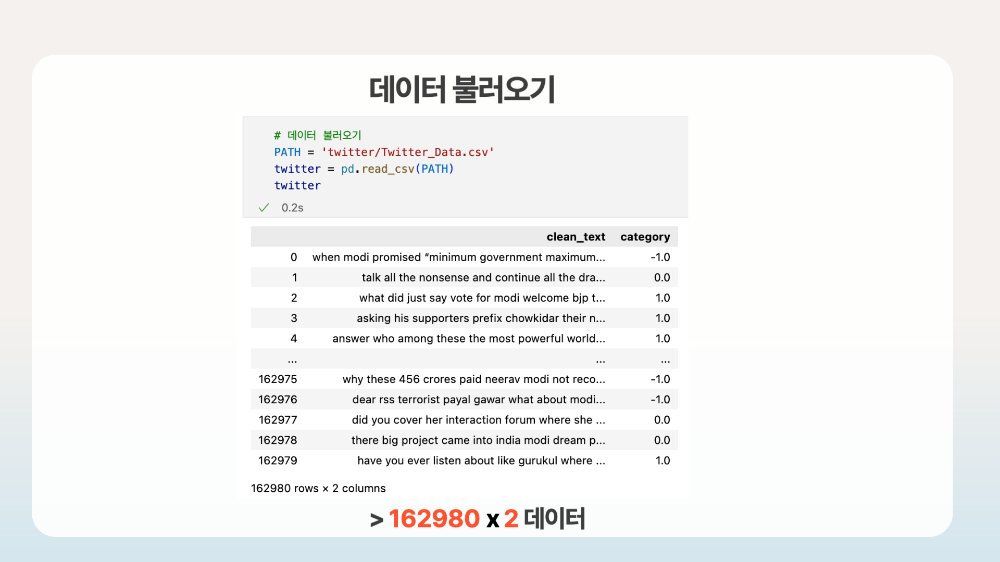 데이터 불러오기
# 데이터 불러오기
PATH = 'twitter/Twitter_Data.csv'
twitter = pd.read_csv(PATH)
twitter
✓ 0.2s
clean_text category
0 when modi promised “minimum government maximum... -1.0
1 talk all the nonsense and continue all the dra... 0.0
2 what did just say vote for modi welcome bjp t... 1.0
3 asking his supporters prefix chowkidar their n... 1.0
4 answer who among these the most powerful world... 1.0
... ... ...
162975 why these 456 crores paid neerav modi not reco... -1.0
162976 dear rss terrorist payal gawar what about modi... -1.0
162977 did you cover her interaction forum where she ... 0.0
162978 there big project came into india modi dream p... 0.0
162979 have you ever listen about like gurukul where ... 1.0
162980 rows × 2 columns
> 162980 x 2 데이터